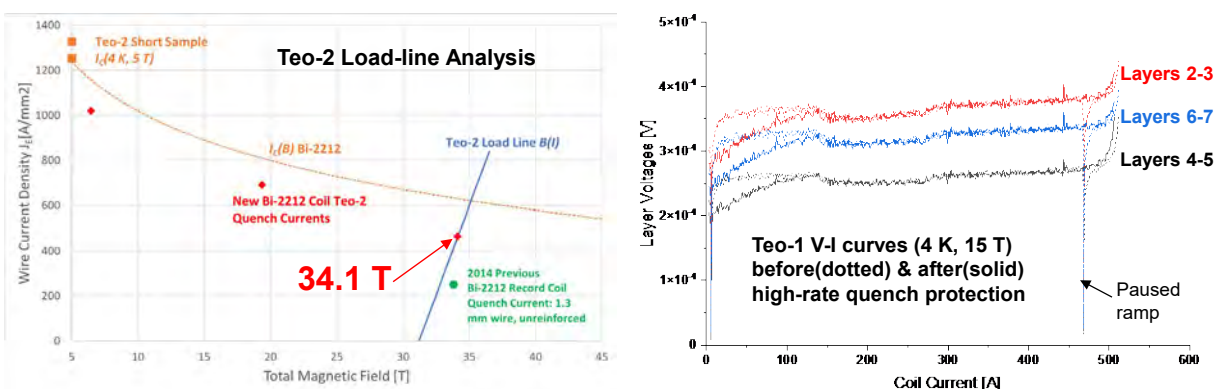 Teo-2 Load-line Analysis
Wire Current Density J_E[A/mm2]
1400
1200
1000
800
600
400
200
0
Teo-2 Short Sample
I_C(4 K, 5 T)
I_C(B) Bi-2212
Teo-2 Load Line B(I)
New Bi-2212 Coil Teo-2
Quench Currents
34.1 T
2014 Previous
Bi-2212 Record Coil
Quench Current: 1.3
mm wire, unreinforced
5 10 15 20 25 30 35 40 45
Total Magnetic Field [T]
Layer Voltages [V]
5×10⁻⁴
4×10⁻⁴
3×10⁻⁴
2×10⁻⁴
1×10⁻⁴
Layers 2-3
Layers 6-7
Layers 4-5
Teo-1 V-I curves (4 K, 15 T)
before(dotted) & after(solid)
high-rate quench protection
Paused
ramp
0 100 200 300 400 500 600
Coil Current [A]